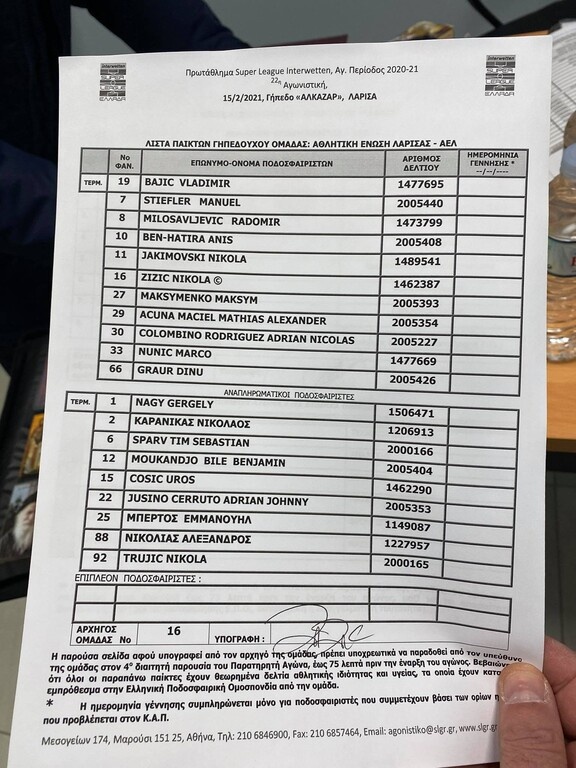 Interwetten SUPER LEAGUE ΕΛΛΑΔΑ
Interwetten SUPER LEAGUE ΕΛΛΑΔΑ
Πρωτάθλημα Super League Interwetten, Αγ. Περίοδος 2020-21
22η Αγωνιστική,
15/2/2021, Γήπεδο «ΑΛΚΑΖΑΡ», ΛΑΡΙΣΑ
ΛΙΣΤΑ ΠΑΙΚΤΩΝ ΓΗΠΕΔΟΥΧΟΥ ΟΜΑΔΑΣ: ΑΘΛΗΤΙΚΗ ΕΝΩΣΗ ΛΑΡΙΣΑΣ - ΑΕΛ
Νο ΦΑΝ. ΕΠΩΝΥΜΟ-ΟΝΟΜΑ ΠΟΔΟΣΦΑΙΡΙΣΤΩΝ ΑΡΙΘΜΟΣ ΔΕΛΤΙΟΥ ΗΜΕΡΟΜΗΝΙΑ ΓΕΝΝΗΣΗΣ * --/--/----
ΤΕΡΜ. 19 BAJIC VLADIMIR 1477695
7 STIEFLER MANUEL 2005440
8 MILOSAVLJEVIC RADOMIR 1473799
10 BEN-HATIRA ANIS 2005408
11 JAKIMOVSKI NIKOLA 1489541
16 ZIZIC NIKOLA © 1462387
27 MAKSYMENKO MAKSYM 2005393
29 ACUNA MACIEL MATHIAS ALEXANDER 2005354
30 COLOMBINO RODRIGUEZ ADRIAN NICOLAS 2005227
33 NUNIC MARCO 1477669
66 GRAUR DINU 2005426
ΑΝΑΠΛΗΡΩΜΑΤΙΚΟΙ ΠΟΔΟΣΦΑΙΡΙΣΤΕΣ
ΤΕΡΜ. 1 NAGY GERGELY 1506471
2 ΚΑΡΑΝΙΚΑΣ ΝΙΚΟΛΑΟΣ 1206913
6 SPARV TIM SEBASTIAN 2000166
12 MOUKANDJO BILE BENJAMIN 2005404
15 COSIC UROS 1462290
22 JUSINO CERRUTO ADRIAN JOHNNY 2005353
25 ΜΠΕΡΤΟΣ ΕΜΜΑΝΟΥΗΛ 1149087
88 ΝΙΚΟΛΙΑΣ ΑΛΕΞΑΝΔΡΟΣ 1227957
92 TRUJIC NIKOLA 2000165
ΕΠΙΠΛΕΟΝ ΠΟΔΟΣΦΑΙΡΙΣΤΕΣ :
ΑΡΧΗΓΟΣ ΟΜΑΔΑΣ Νο 16 ΥΠΟΓΡΑΦΗ :
Η παρούσα σελίδα αφού υπογραφεί από τον αρχηγό της ομάδας, πρέπει υποχρεωτικά να παραδοθεί από τον υπεύθυνο
της ομάδας στον 4ο διαιτητή παρουσία του Παρατηρητή Αγώνα, έως 75 λεπτά πριν την έναρξη του αγώνος. Βεβαιών
ότι όλοι οι παραπάνω παίκτες έχουν θεωρημένα δελτία αθλητικής ιδιότητας και υγείας, τα οποία έχουν κατα
εμπρόθεσμα στην Ελληνική Ποδοσφαιρική Ομοσπονδία από την ομάδα.
* Η ημερομηνία γέννησης συμπληρώνεται μόνο για ποδοσφαιριστές που συμμετέχουν βάσει των ορίων η
που προβλέπεται στον Κ.Α.Π.
Μεσογείων 174, Μαρούσι 151 25, Αθήνα, Τηλ: 210 6846900, Fax: 210 6857464, Email: agonistiko@slgr.gr, www.slgr.